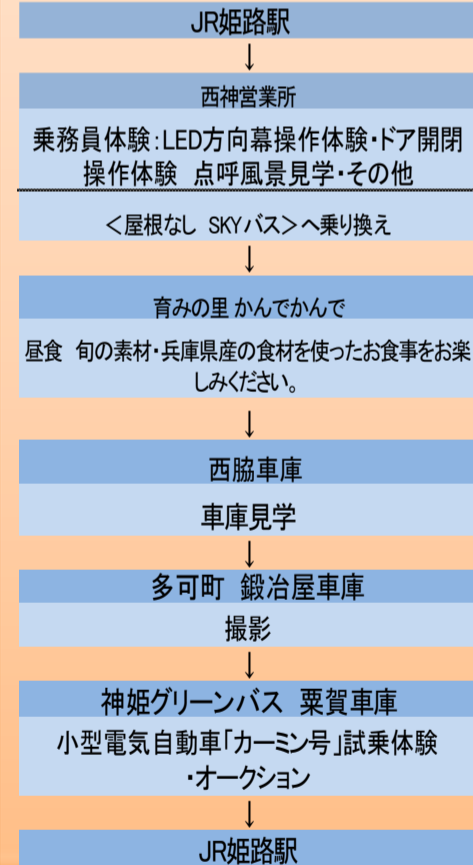 JR姫路駅
↓
西神営業所
乗務員体験:LED方向幕操作体験・ドア開閉
操作体験 点呼風景見学・その他
<屋根なし SKYバス>へ乗り換え
↓
育みの里 かんでかんで
昼食 旬の素材・兵庫県産の食材を使ったお食事をお楽
しみください。
↓
西脇車庫
車庫見学
↓
多可町 鍛冶屋車庫
撮影
↓
神姫グリーンバス 粟賀車庫
小型電気自動車「カーミン号」試乗体験
・オークション
↓
JR姫路駅